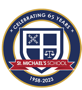 CELEBRATING 65 YEARS
ST. MICHAEL'S SCHOOL
1958-2023